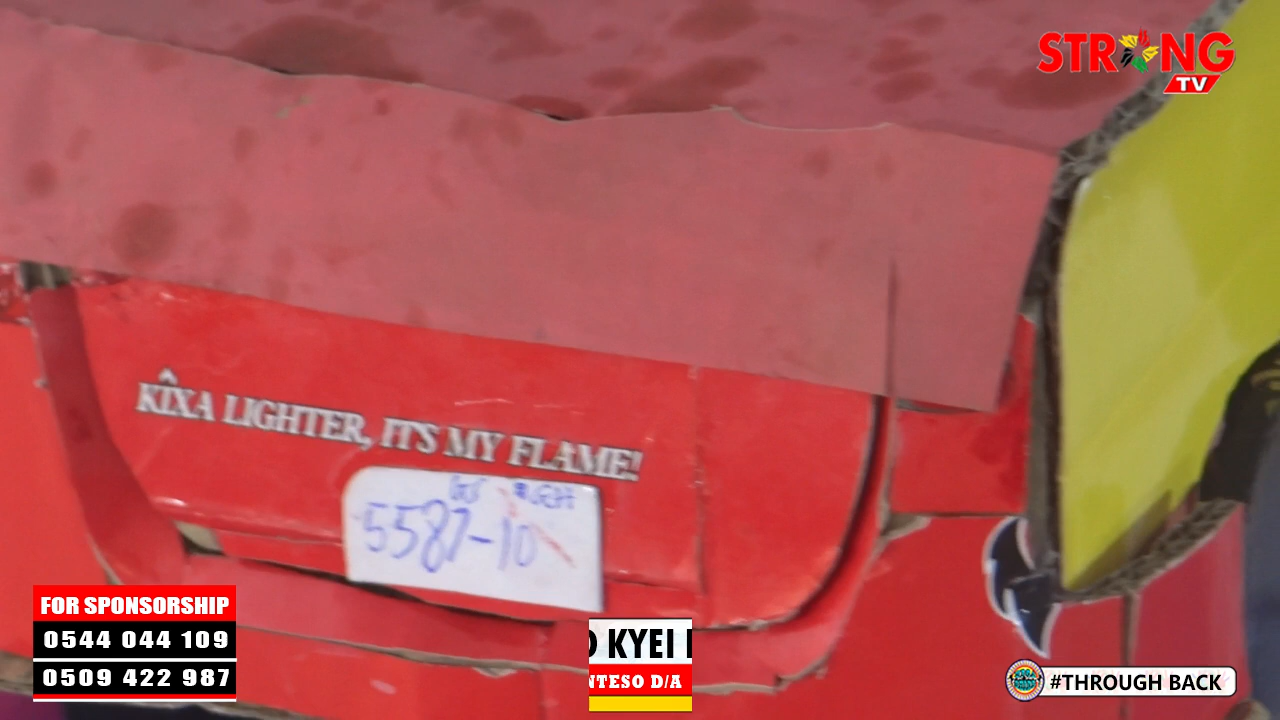 STRONG
TV
KÎXA LIGHTER, IT'S MY FLAME!
5587-10
FOR SPONSORSHIP
0544 044 109
0509 422 987
KYEI
NTESO D/A
#THROUGH BACK